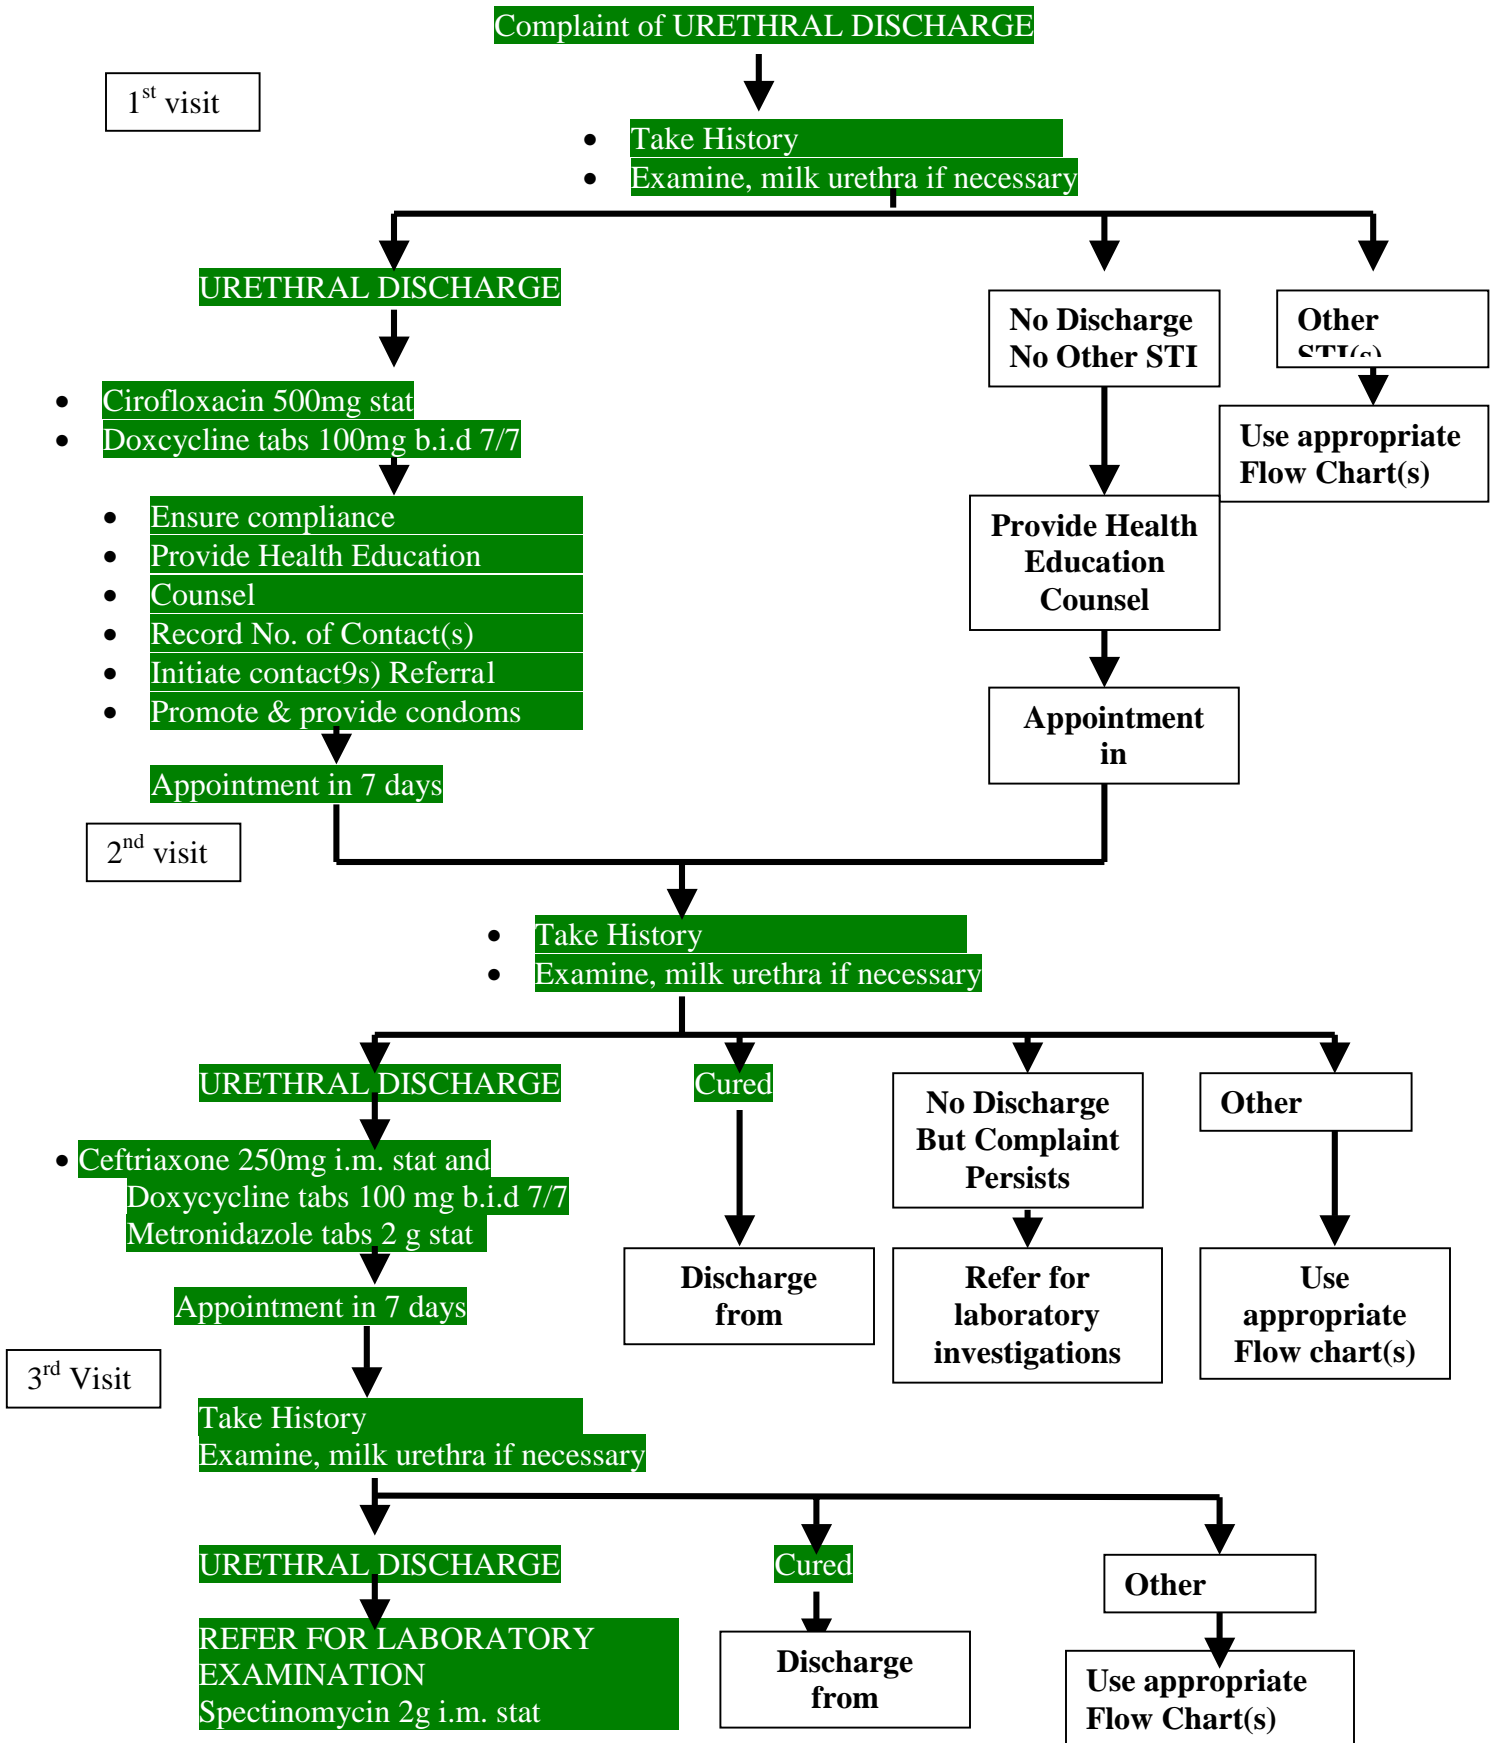 Complaint of URETHRAL DISCHARGE
1st visit
• Take History
• Examine, milk urethra if necessary
URETHRAL DISCHARGE
No Discharge
No Other STI
Other
STI(s)
• Cirofloxacin 500mg stat
• Doxcycline tabs 100mg b.i.d 7/7
Use appropriate
Flow Chart(s)
• Ensure compliance
• Provide Health Education
• Counsel
• Record No. of Contact(s)
• Initiate contact9s) Referral
• Promote & provide condoms
Provide Health
Education
Counsel
Appointment
in
Appointment in 7 days
2nd visit
• Take History
• Examine, milk urethra if necessary
URETHRAL DISCHARGE
Cured
No Discharge
But Complaint
Persists
Other
• Ceftriaxone 250mg i.m. stat and
Doxycycline tabs 100 mg b.i.d 7/7
Metronidazole tabs 2 g stat
Discharge
from
Refer for
laboratory
investigations
Use
appropriate
Flow chart(s)
Appointment in 7 days
3rd Visit
Take History
Examine, milk urethra if necessary
URETHRAL DISCHARGE
Cured
Other
REFER FOR LABORATORY
EXAMINATION
Spectinomycin 2g i.m. stat
Discharge
from
Use appropriate
Flow Chart(s)